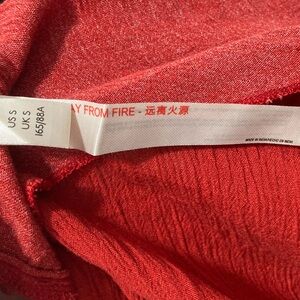 US S
UK S
165/88A
AY FROM FIRE - 远离火源